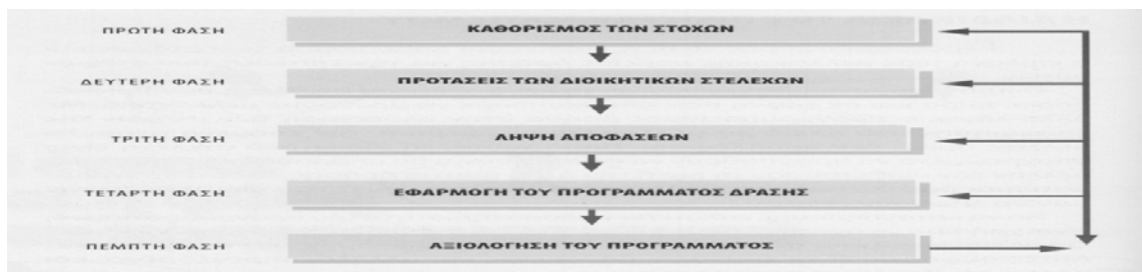 ΠΡΩΤΗ ΦΑΣΗ ΚΑΘΟΡΙΣΜΟΣ ΤΩΝ ΣΤΟΧΩΝ
ΔΕΥΤΕΡΗ ΦΑΣΗ ΠΡΟΤΑΣΕΙΣ ΤΩΝ ΔΙΟΙΚΗΤΙΚΩΝ ΣΤΕΛΕΧΩΝ
ΤΡΙΤΗ ΦΑΣΗ ΛΗΨΗ ΑΠΟΦΑΣΕΩΝ
ΤΕΤΑΡΤΗ ΦΑΣΗ ΕΦΑΡΜΟΓΗ ΤΟΥ ΠΡΟΓΡΑΜΜΑΤΟΣ ΔΡΑΣΗΣ
ΠΕΜΠΤΗ ΦΑΣΗ ΑΞΙΟΛΟΓΗΣΗ ΤΟΥ ΠΡΟΓΡΑΜΜΑΤΟΣ